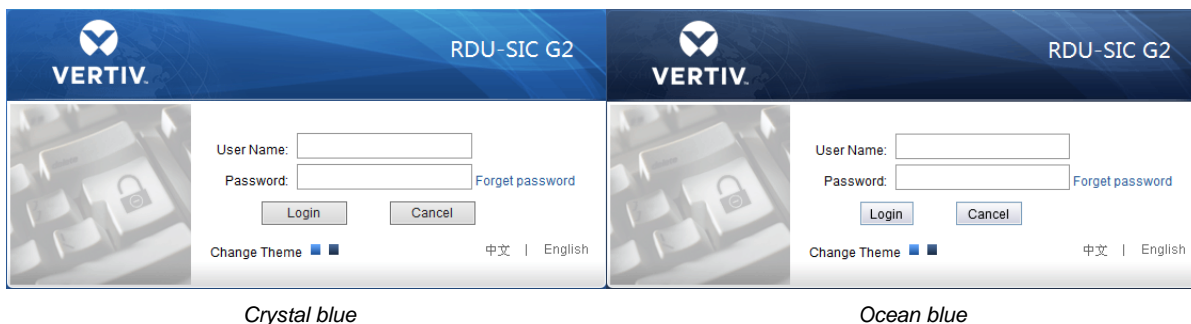 VERTIV.
RDU-SIC G2
User Name:
Password:
Forget password
Login
Cancel
Change Theme
中文 | English
VERTIV.
RDU-SIC G2
User Name:
Password:
Forget password
Login
Cancel
Change Theme
中文 | English
Crystal blue
Ocean blue